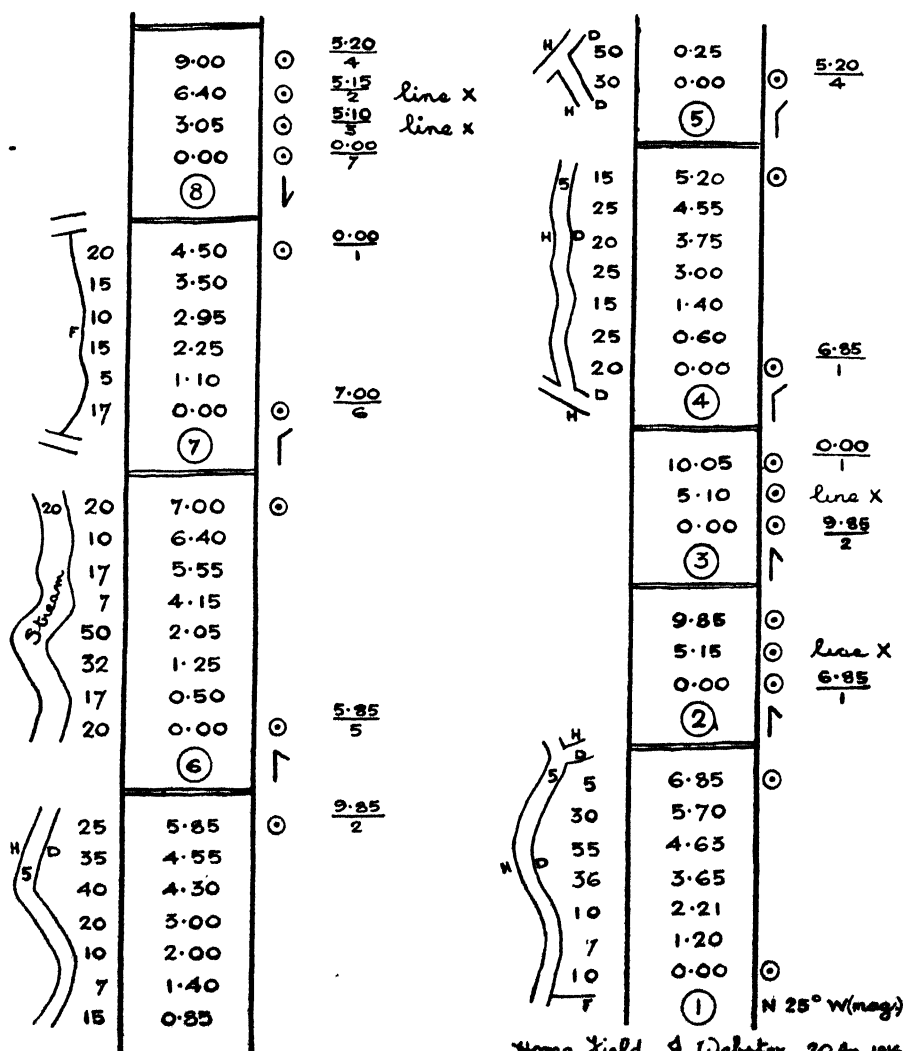 9·00 ⊙ 5·20/4
6·40 ⊙ 5·15/2 line X
3·05 ⊙ 5·10/3 line X
0·00 ⊙ 0·00/7
8
20 4·50 ⊙ 0·00/1
15 3·50
10 2·95
F
15 2·25
5 1·10
17 0·00 ⊙ 7·00/6
7
20 20 7·00 ⊙
10 6·40
17 5·55
Stream
7 4·15
50 2·05
32 1·25
17 0·50
20 0·00 ⊙ 5·85/5
6
25 5·85 ⊙ 9·85/2
H D
35 4·55
5
40 4·30
20 3·00
10 2·00
7 1·40
15 0·85
H D 50 0·25
30 0·00 ⊙ 5·20/4
H D
5
5 15 5·20 ⊙
25 4·55
H D 20 3·75
25 3·00
15 1·40
25 0·60
20 0·00 ⊙ 6·85/1
D
H
4
10·05 ⊙ 0·00/1
5·10 ⊙ line X
0·00 ⊙ 9·85/2
3
9·85 ⊙
5·15 ⊙ line X
0·00 ⊙ 6·85/1
2
H
D
5 5 6·85 ⊙
30 5·70
55 4·63
H D
36 3·65
10 2·21
7 1·20
10 0·00 ⊙
F
1 N 25° W(mag.)
Home Field Webster 20